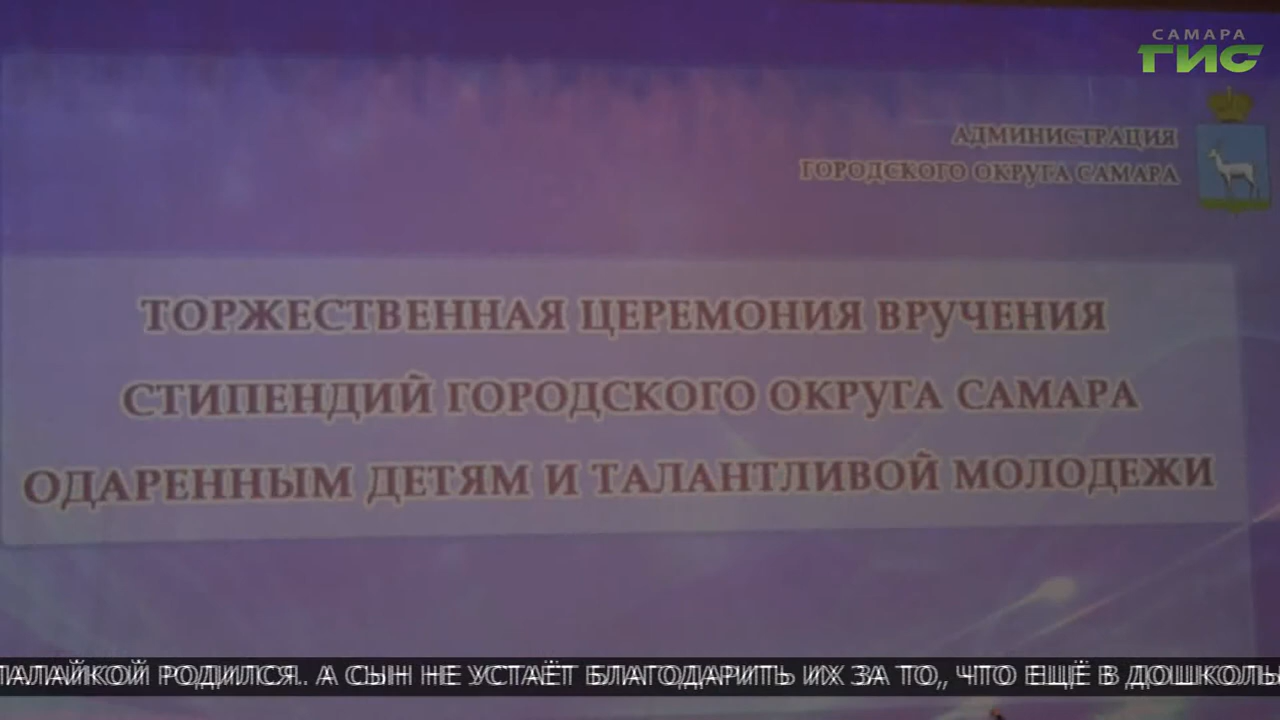 САМАРА
ГИС
АДМИНИСТРАЦИЯ
ГОРОДСКОГО ОКРУГА САМАРА
ТОРЖЕСТВЕННАЯ ЦЕРЕМОНИЯ ВРУЧЕНИЯ
СТИПЕНДИЙ ГОРОДСКОГО ОКРУГА САМАРА
ОДАРЕННЫМ ДЕТЯМ И ТАЛАНТЛИВОЙ МОЛОДЕЖИ
РОДИЛСЯ. А СЫН НЕ УСТАЁТ БЛАГОДАРИТЬ ИХ ЗА ТО, ЧТО ЕЩЁ В